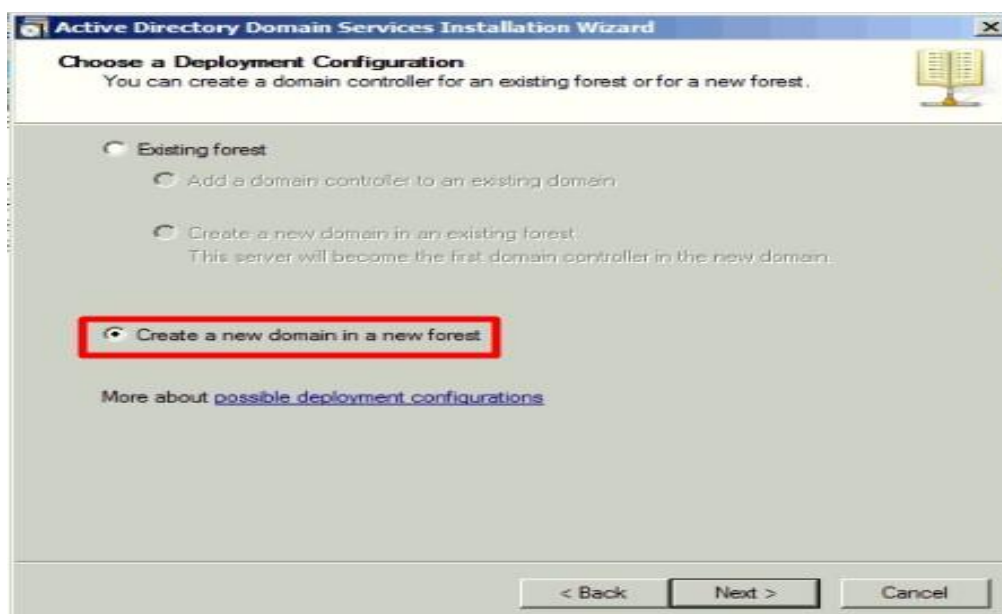 Active Directory Domain Services Installation Wizard
Choose a Deployment Configuration
You can create a domain controller for an existing forest or for a new forest.
Existing forest
Add a domain controller to an existing domain
Create a new domain in an existing forest
This server will become the first domain controller in the new domain.
Create a new domain in a new forest
More about possible deployment configurations
< Back Next > Cancel